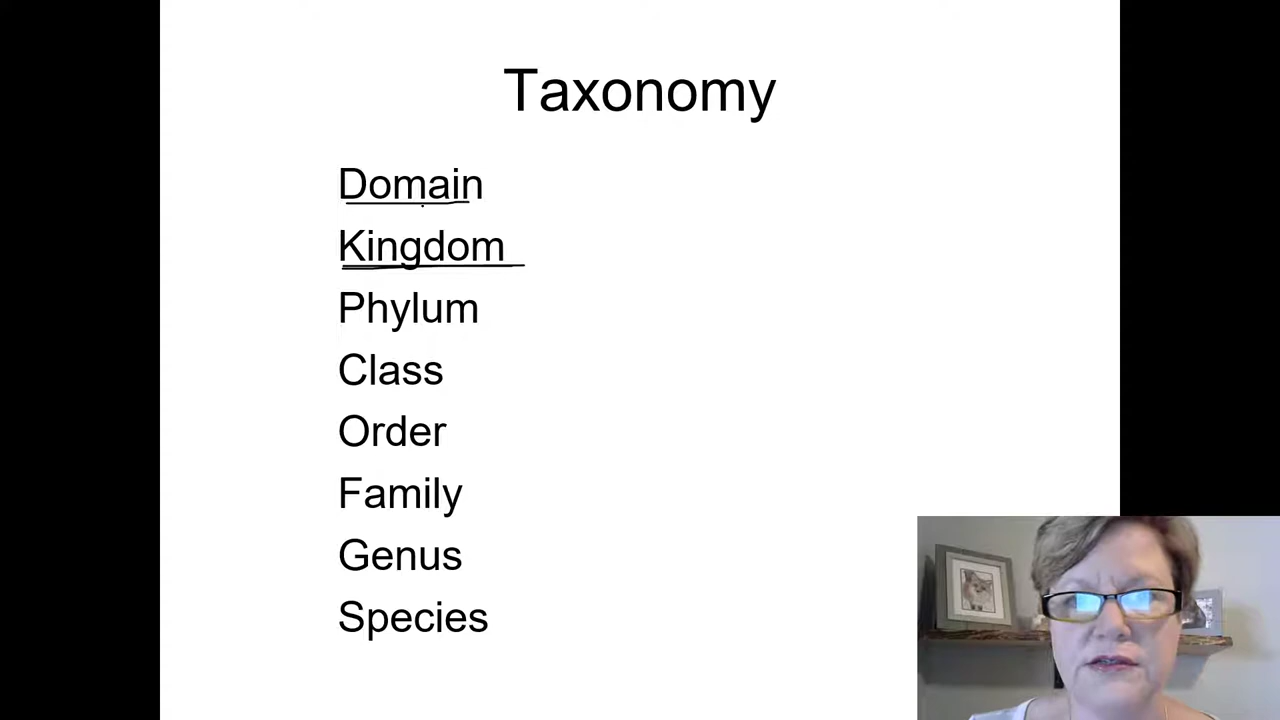 Taxonomy
Domain
Kingdom
Phylum
Class
Order
Family
Genus
Species